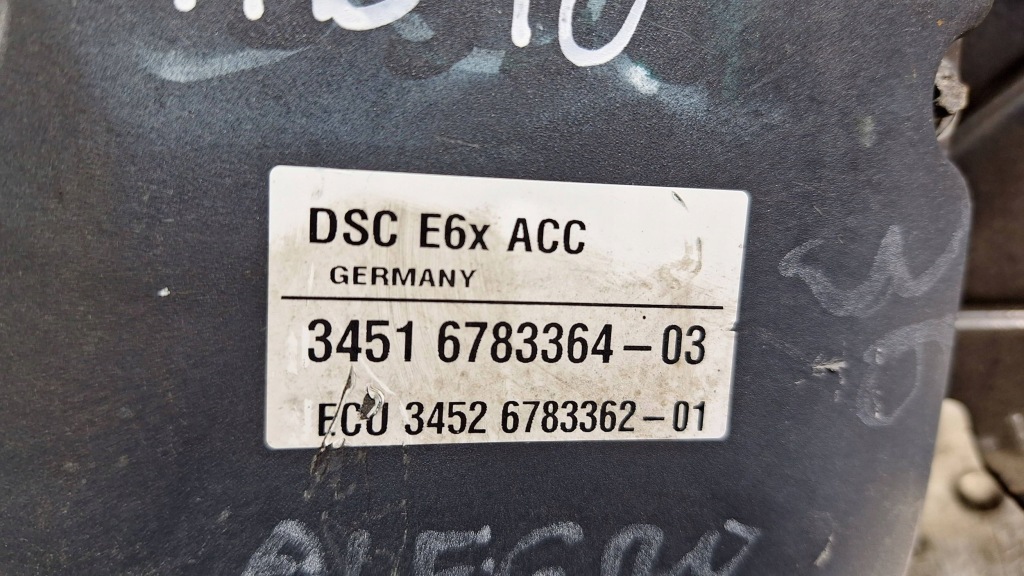 DSC E6x ACC
GERMANY
3451 6783364-03
ECU 3452 6783362-01